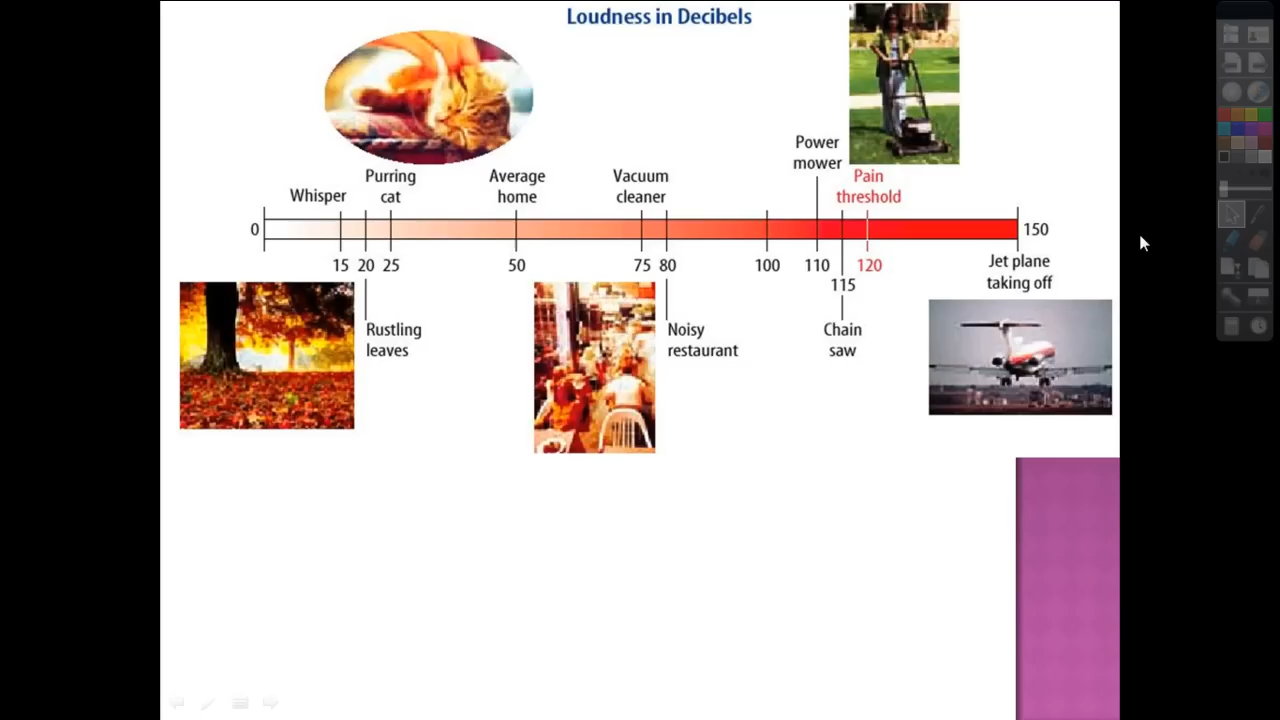 Loudness in Decibels
Power
mower
Purring
cat
Average
home
Vacuum
cleaner
Pain
threshold
Whisper
0
150
15 20 25 50 75 80 100 110 120
115
Jet plane
taking off
Rustling
leaves
Noisy
restaurant
Chain
saw